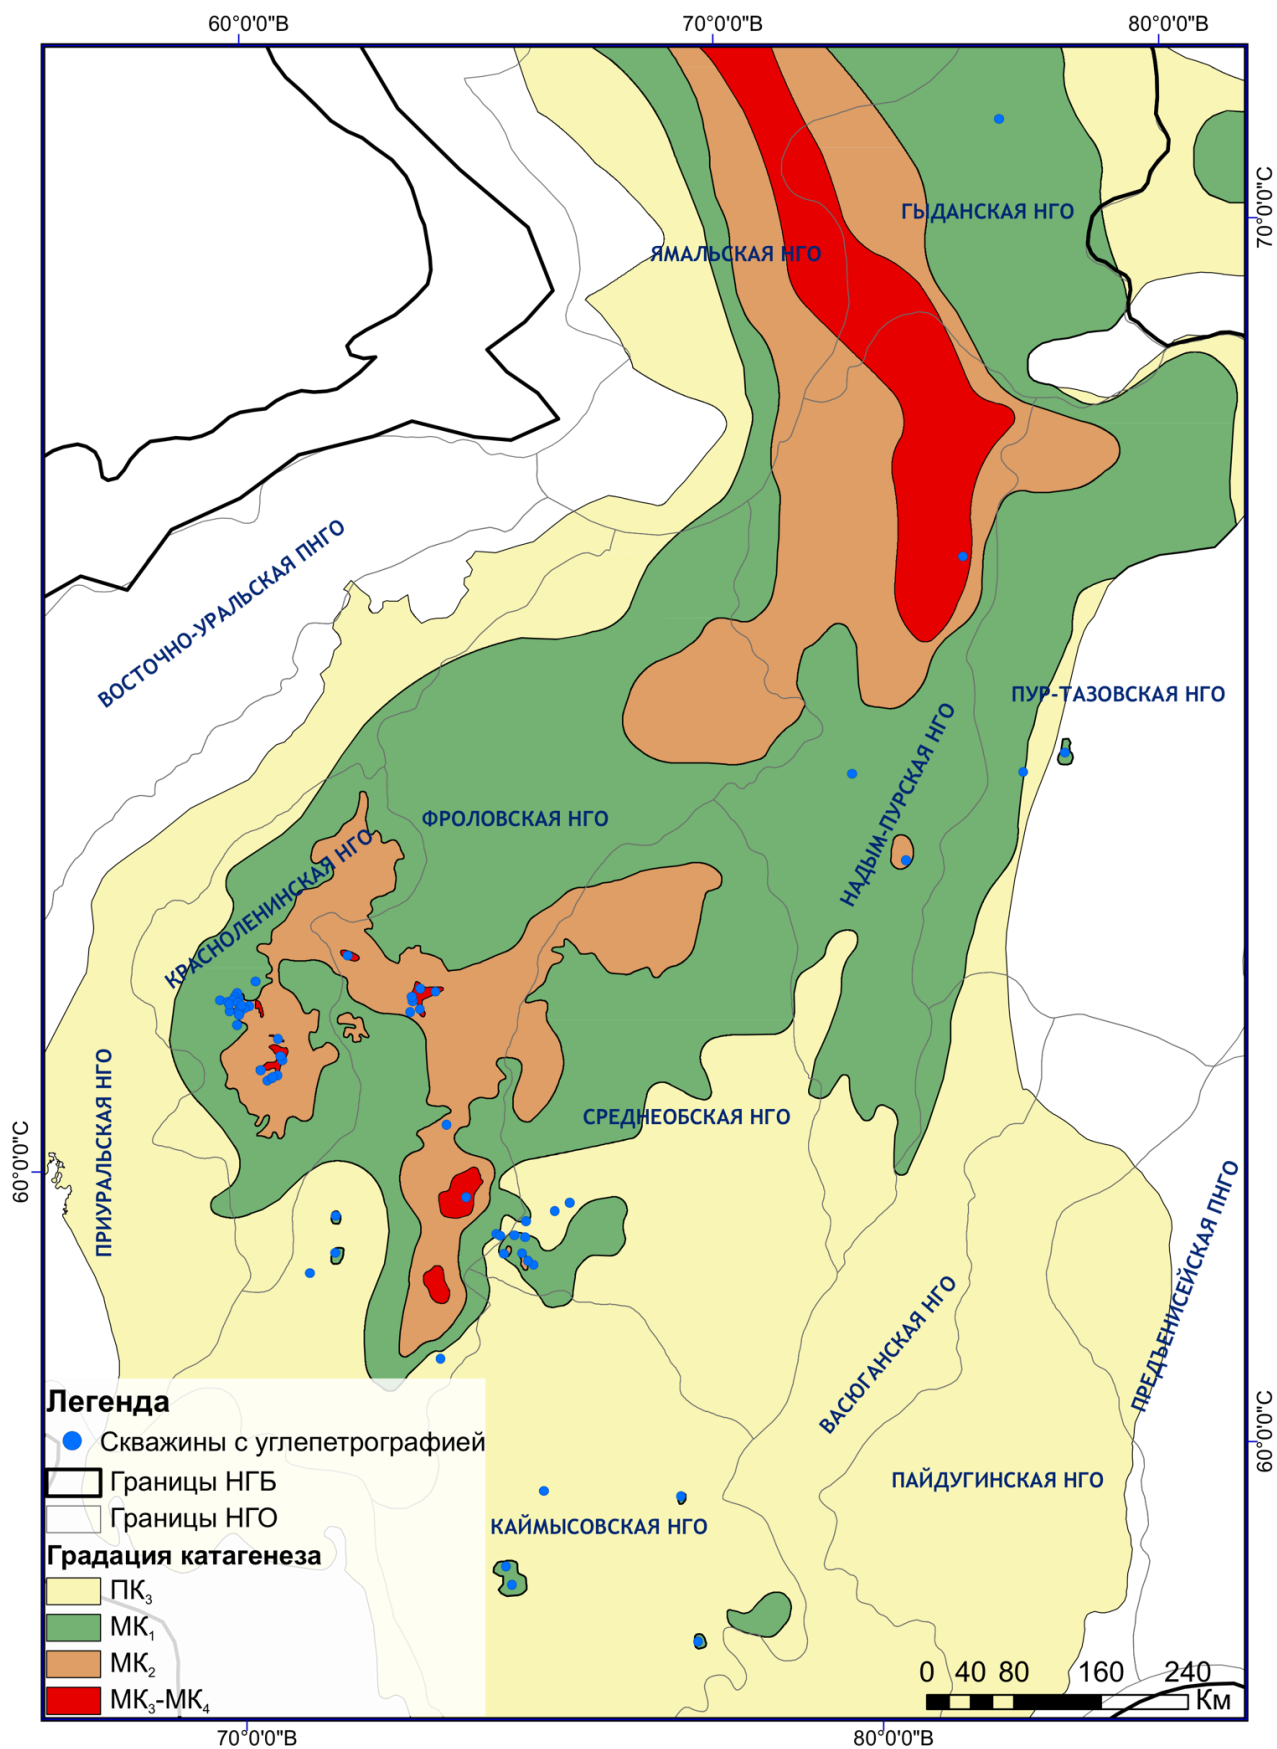 60°0'0"В 70°0'0"В 80°0'0"В
70°0'0"С
ГЫДАНСКАЯ НГО
ЯМАЛЬСКАЯ НГО
ВОСТОЧНО-УРАЛЬСКАЯ ПНГО
ПУР-ТАЗОВСКАЯ НГО
НАДЫМ-ПУРСКАЯ НГО
ФРОЛОВСКАЯ НГО
КРАСНОЛЕНИНСКАЯ НГО
ПРИУРАЛЬСКАЯ НГО
СРЕДНЕОБСКАЯ НГО
60°0'0"С
ПРЕДЪЕНИСЕЙСКАЯ ПНГО
ВАСЮГАНСКАЯ НГО
60°0'0"С
ПАЙДУГИНСКАЯ НГО
КАЙМЫСОВСКАЯ НГО
Легенда
Скважины с углепетрографией
Границы НГБ
Границы НГО
Градация катагенеза
ПК₃
МК₁
МК₂
МК₃-МК₄
0 40 80 160 240
Км
70°0'0"В 80°0'0"В